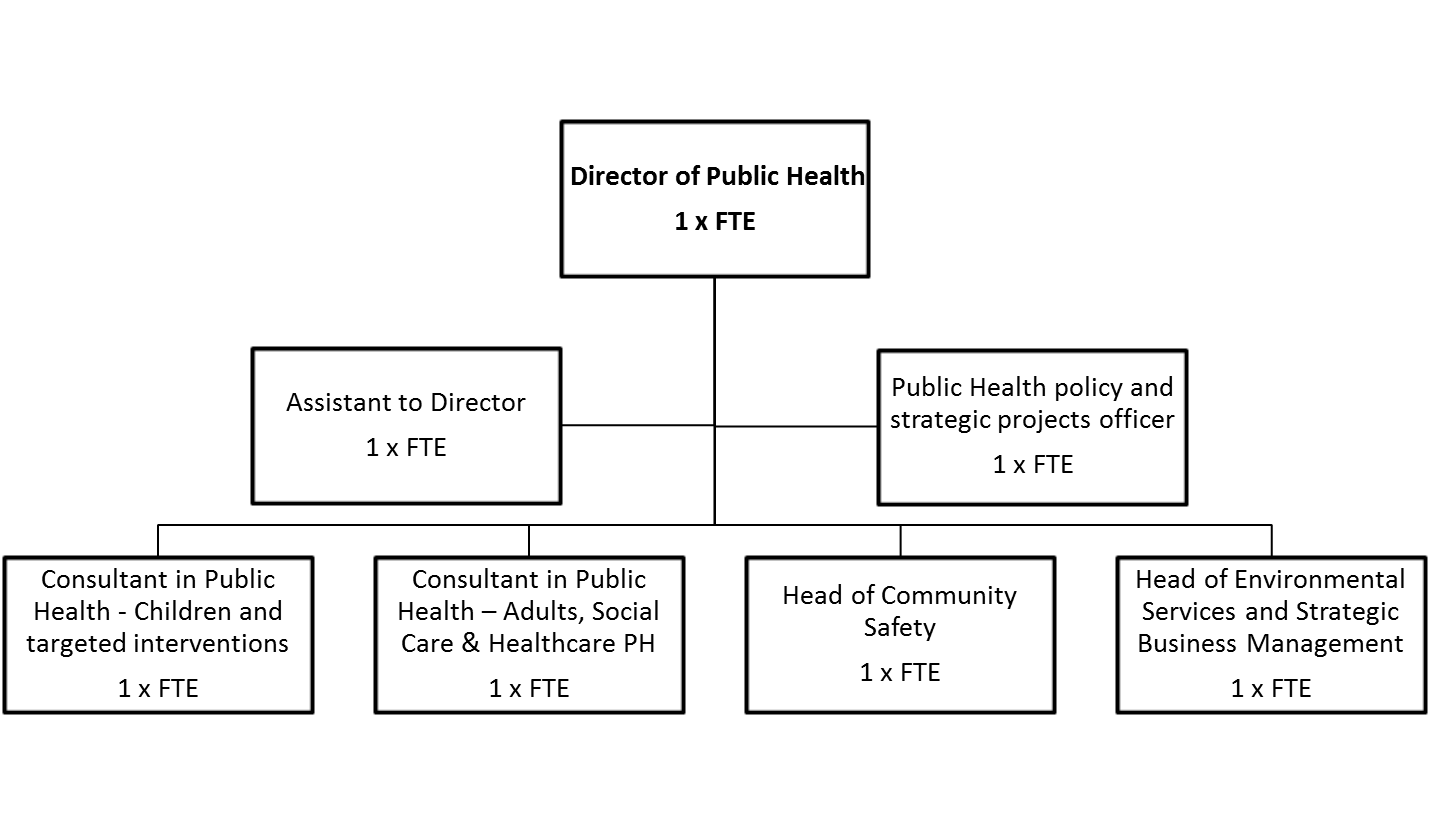 Director of Public Health
1 x FTE
Assistant to Director
1 x FTE
Public Health policy and
strategic projects officer
1 x FTE
Consultant in Public
Health - Children and
targeted interventions
1 x FTE
Consultant in Public
Health – Adults, Social
Care & Healthcare PH
1 x FTE
Head of Community
Safety
1 x FTE
Head of Environmental
Services and Strategic
Business Management
1 x FTE